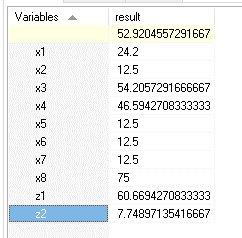 Variables result
52.9204557291667
x1 24.2
x2 12.5
x3 54.2057291666667
x4 46.5942708333333
x5 12.5
x6 12.5
x7 12.5
x8 75
z1 60.6694270833333
z2 7.74897135416667